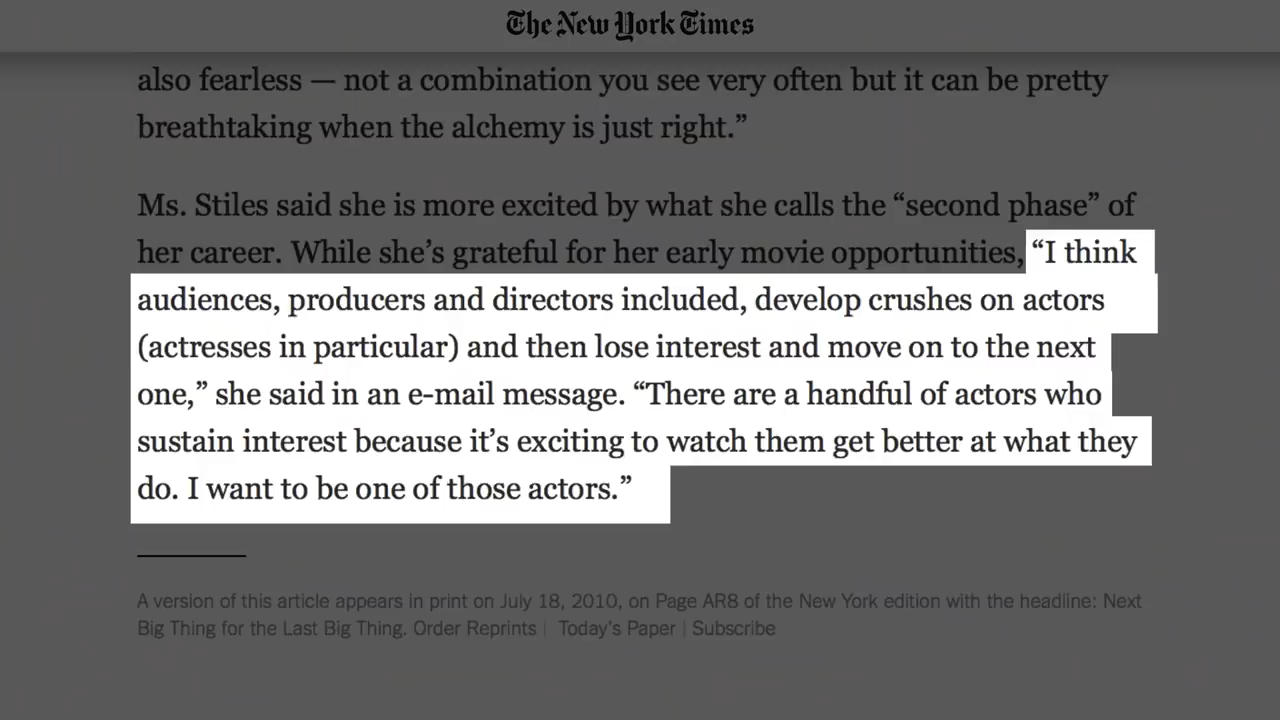 The New York Times
also fearless — not a combination you see very often but it can be pretty
breathtaking when the alchemy is just right.”
Ms. Stiles said she is more excited by what she calls the “second phase” of
her career. While she’s grateful for her early movie opportunities, “I think
audiences, producers and directors included, develop crushes on actors
(actresses in particular) and then lose interest and move on to the next
one,” she said in an e-mail message. “There are a handful of actors who
sustain interest because it’s exciting to watch them get better at what they
do. I want to be one of those actors.”
A version of this article appears in print on July 18, 2010, on Page AR8 of the New York edition with the headline: Next
Big Thing for the Last Big Thing. Order Reprints | Today’s Paper | Subscribe